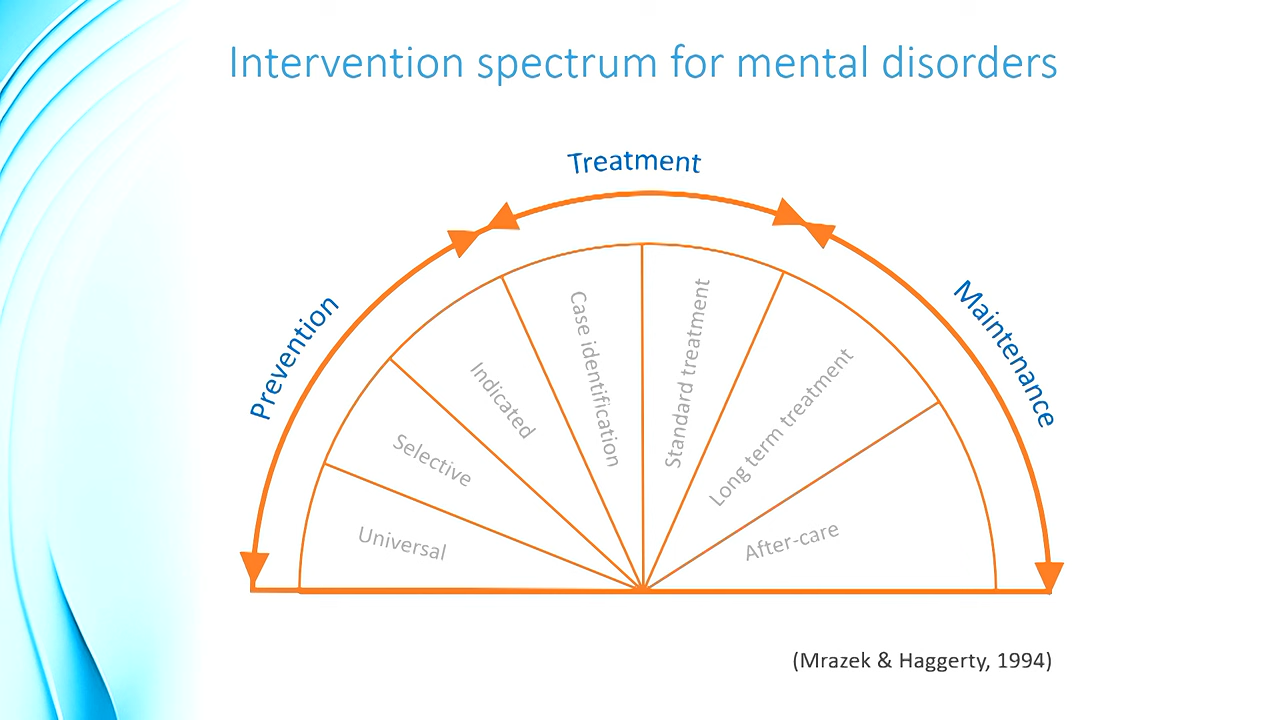 Intervention spectrum for mental disorders
Treatment
Prevention
Maintenance
Universal
Selective
Indicated
Case identification
Standard treatment
Long term treatment
After-care
(Mrazek & Haggerty, 1994)